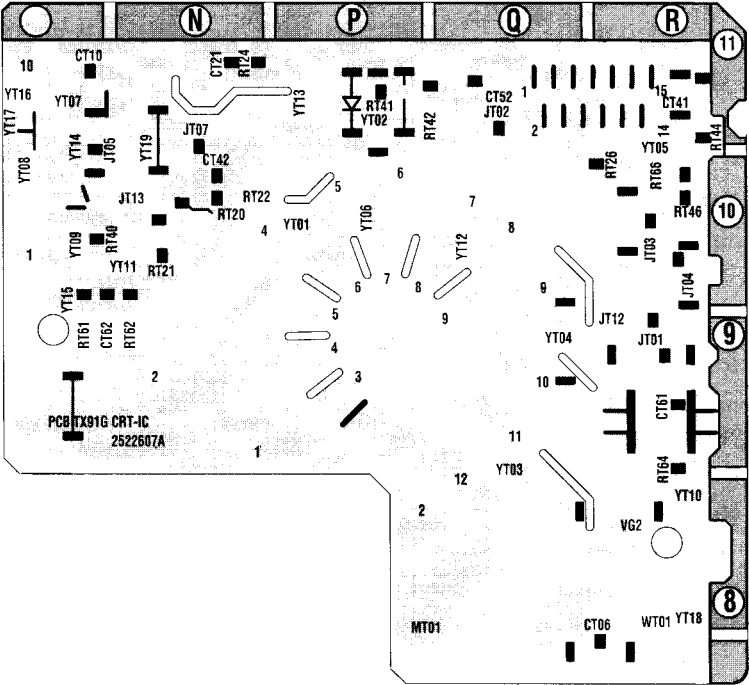 N P Q R
11
10
CT10
CT21
RT24
YT16
YT17
YT07
YT13
RT41
YT02
RT42
CT52
JT02
1
15
CT41
2
14
RT44
YT05
YT08
YT14
JT05
YT19
JT07
CT42
RT26
RT66
JT13
RT22
RT20
5
6
7
8
10
RT46
YT01
YT06
YT12
4
YT09
RT40
1
YT11
RT21
JT03
JT04
YT15
6
7
8
9
9
5
RT61
CT62
RT62
4
JT12
JT01
YT04
9
2
3
10
CT61
PCB TX91G CRT-IC
2522607A
1
11
12
YT03
RT64
YT10
2
VG2
8
MT01
CT06
WT01
YT18